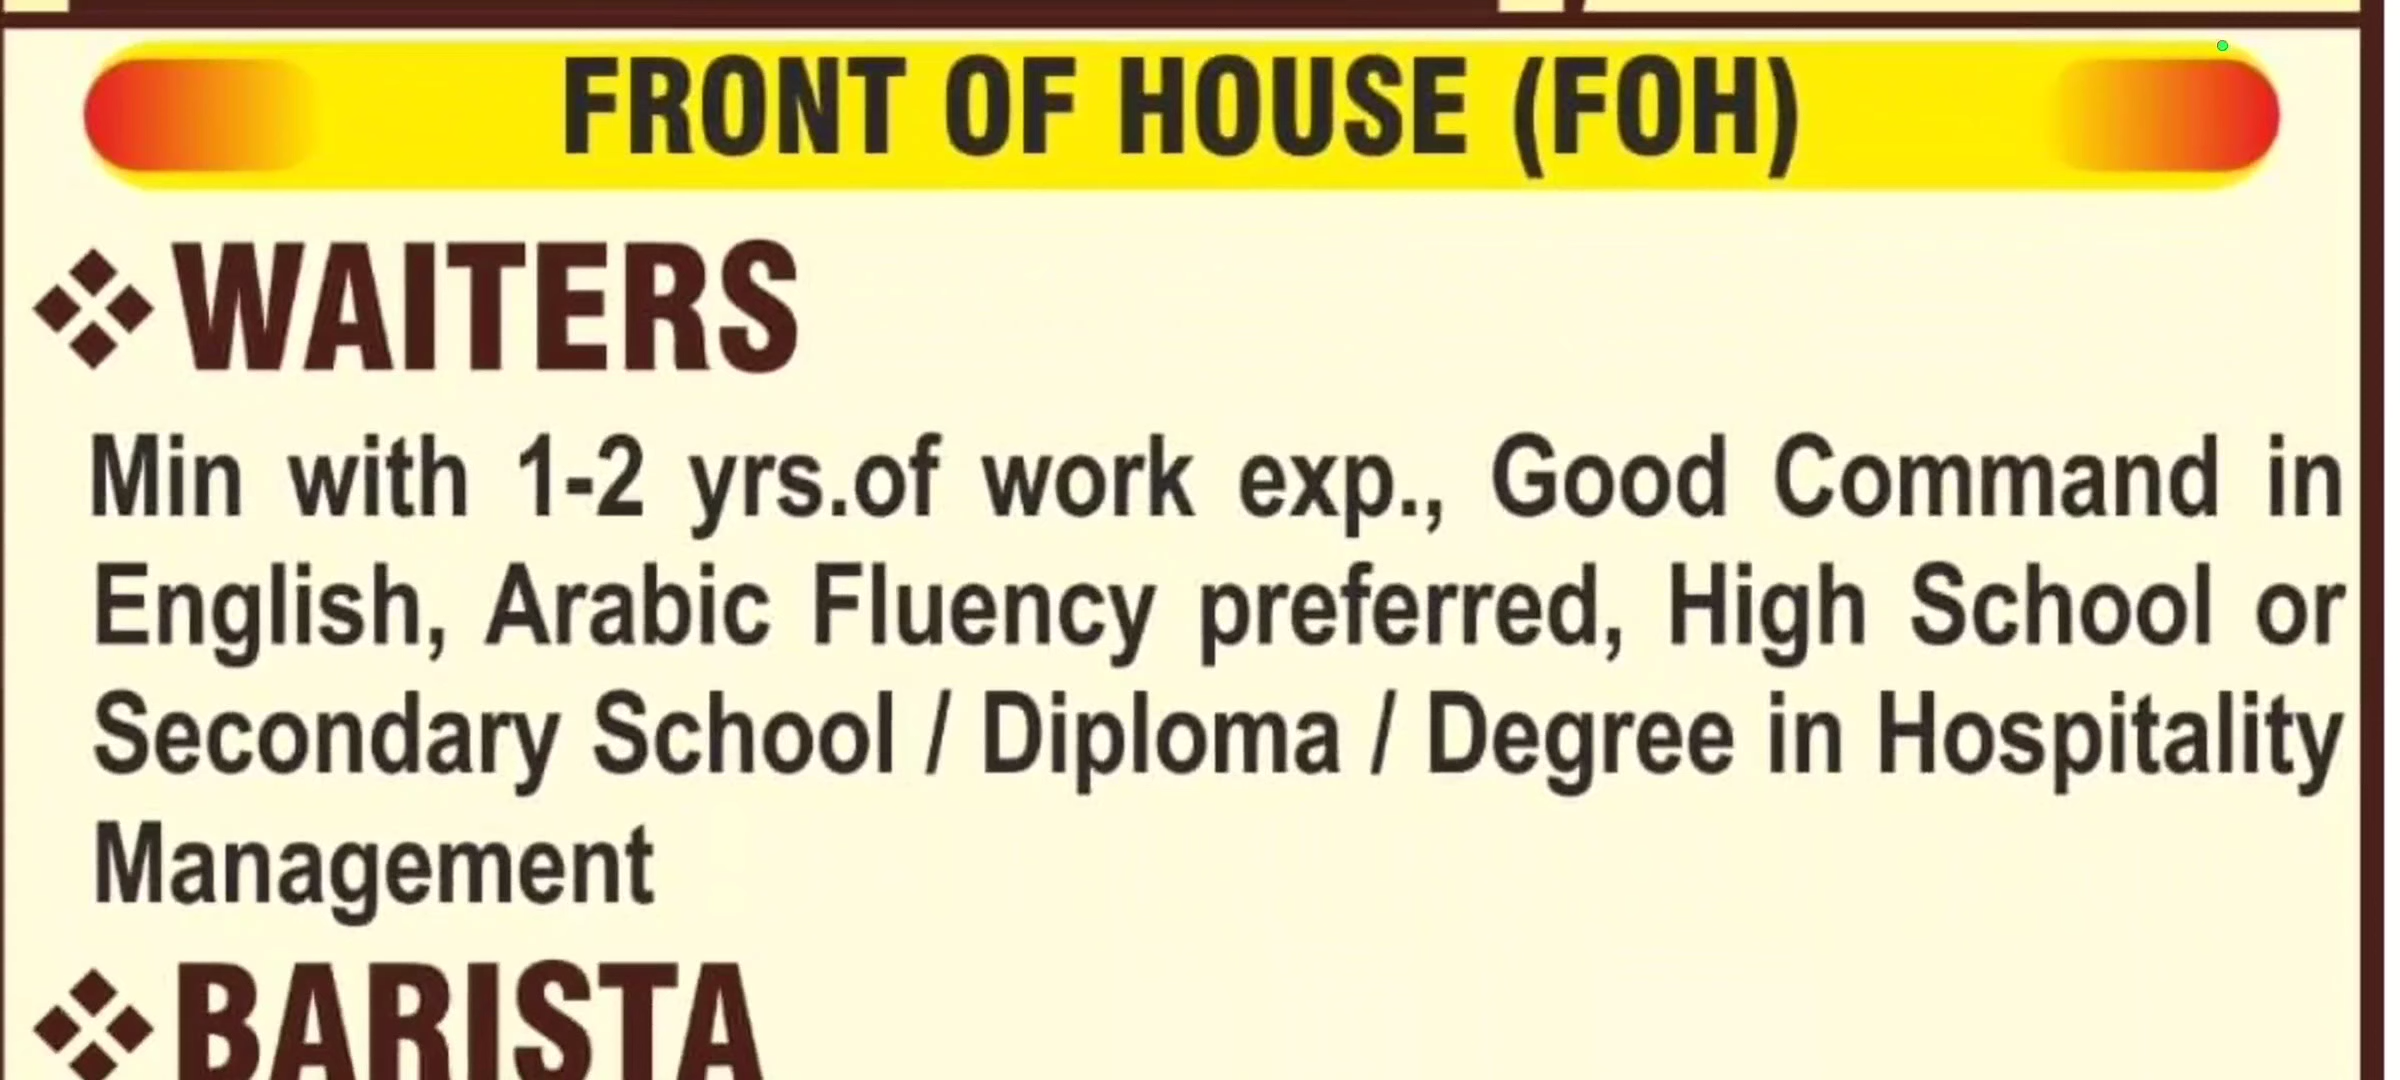 FRONT OF HOUSE (FOH)
❖ WAITERS
Min with 1-2 yrs.of work exp., Good Command in
English, Arabic Fluency preferred, High School or
Secondary School / Diploma / Degree in Hospitality
Management
❖ BARISTA